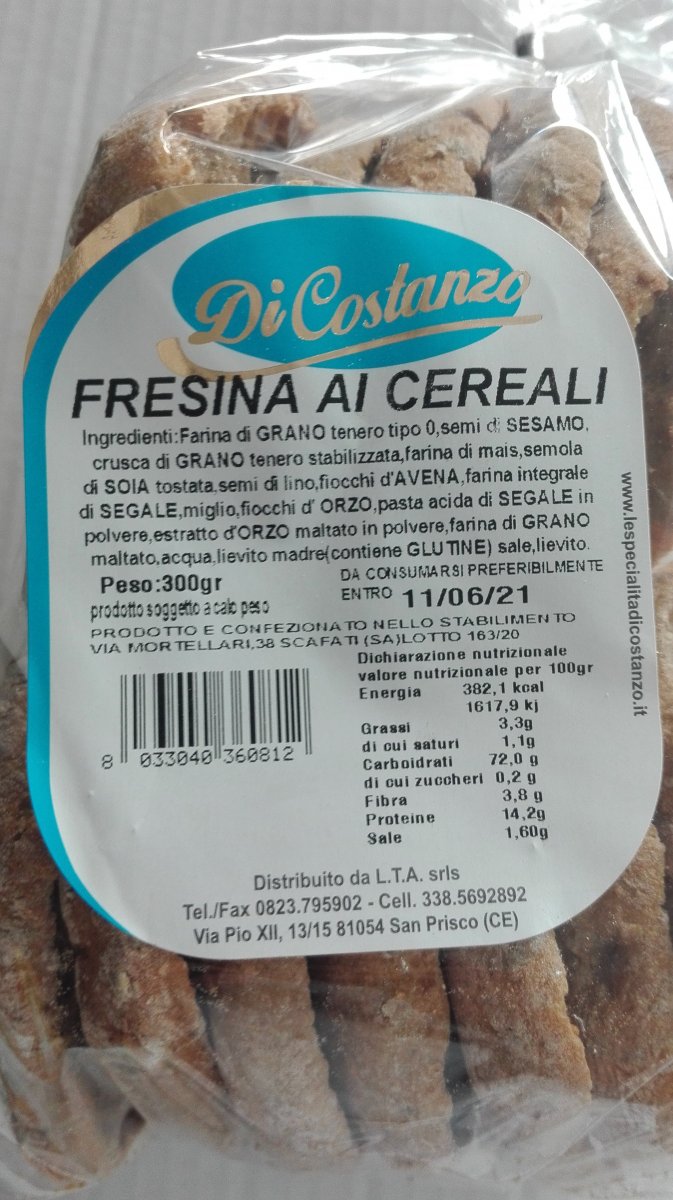 Di Costanzo
FRESINA AI CEREALI
Ingredienti:Farina di GRANO tenero tipo 0,semi di SESAMO,
crusca di GRANO tenero stabilizzata,farina di mais,semola
di SOIA tostata,semi di lino,fiocchi d'AVENA,farina integrale
di SEGALE,miglio,fiocchi d' ORZO,pasta acida di SEGALE in
polvere,estratto d'ORZO maltato in polvere,farina di GRANO
maltato,acqua,lievito madre(contiene GLUTINE) sale,lievito.
Peso:300gr
prodotto soggetto a calo peso
DA CONSUMARSI PREFERIBILMENTE
ENTRO 11/06/21
PRODOTTO E CONFEZIONATO NELLO STABILIMENTO
VIA MORTELLARI,38 SCAFATI (SA)LOTTO 163/20
Dichiarazione nutrizionale
valore nutrizionale per 100gr
Energia 382,1 kcal
1617,9 kj
Grassi 3,3g
di cui saturi 1,1g
Carboidrati 72,0 g
di cui zuccheri 0,2 g
Fibra 3,8 g
Proteine 14,2g
Sale 1,60g
8 033040 360812
Distribuito da L.T.A. srls
Tel./Fax 0823.795902 - Cell. 338.5692892
Via Pio XII, 13/15 81054 San Prisco (CE)
www.lespecialitadicostanzo.it